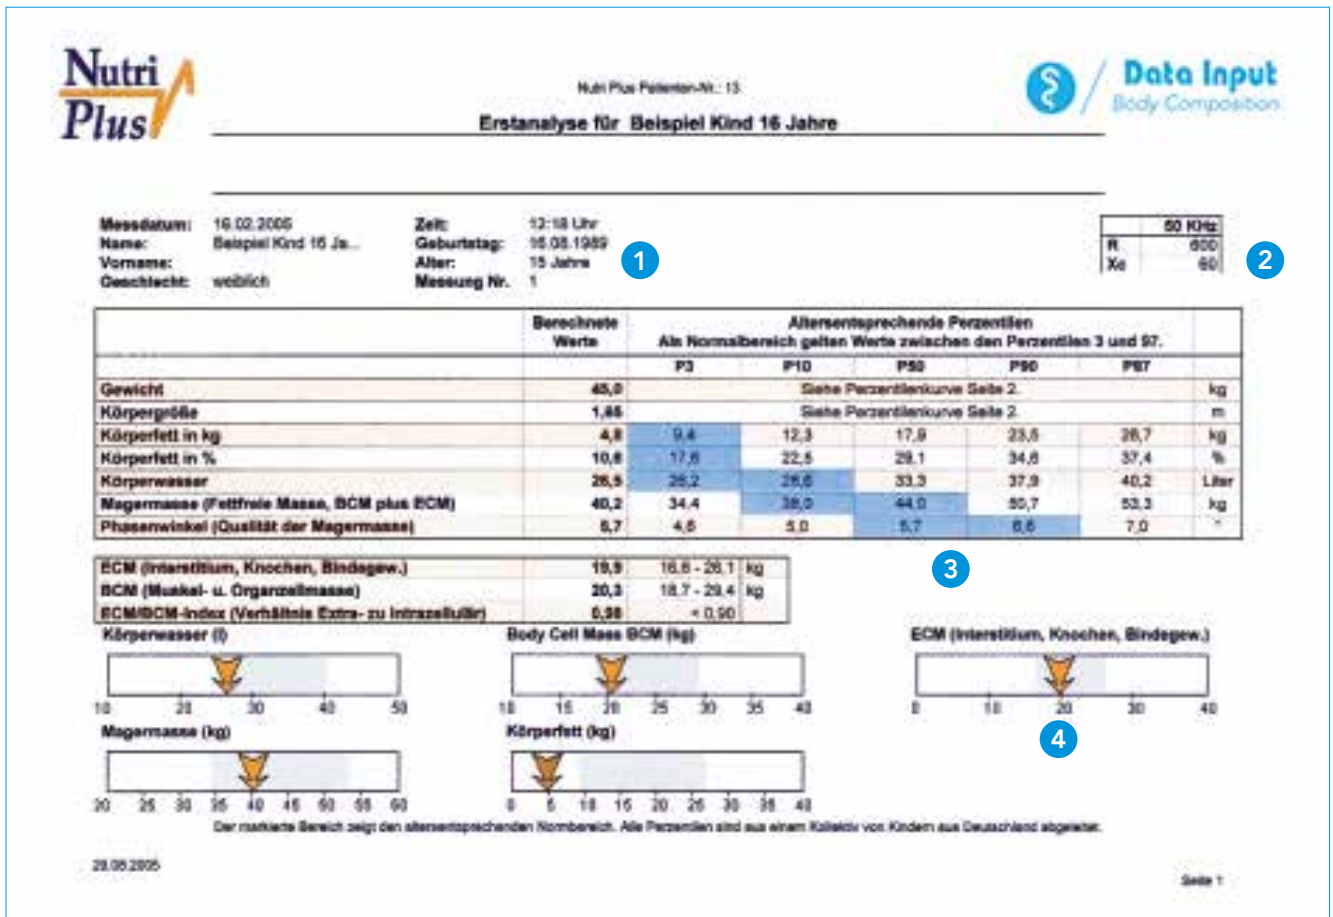 Nutri
Plus
Nutri Plus Patienten-Nr.: 13
Erstanalyse für Beispiel Kind 16 Jahre
Data Input
Body Composition
Messdatum: 16.02.2005 Zeit: 12:18 Uhr
Name: Beispiel Kind 16 Ja... Geburtstag: 16.08.1989
Vorname: Alter: 15 Jahre
Geschlecht: weiblich Messung Nr. 1
1
50 KHz
R 600
Xc 60
2
Berechnete Werte
Altersentsprechende Perzentilen
Als Normalbereich gelten Werte zwischen den Perzentilen 3 und 97.
P3 P10 P50 P90 P97
Gewicht 45,0 Siehe Perzentilenkurve Seite 2. kg
Körpergröße 1,65 Siehe Perzentilenkurve Seite 2. m
Körperfett in kg 4,8 9,4 12,3 17,9 23,5 28,7 kg
Körperfett in % 10,6 17,6 22,5 29,1 34,6 37,4 %
Körperwasser 26,5 26,2 28,6 33,3 37,9 40,2 Liter
Magermasse (Fettfreie Masse, BCM plus ECM) 40,2 34,4 38,0 44,0 50,7 53,3 kg
Phasenwinkel (Qualität der Magermasse) 5,7 4,6 5,0 5,7 6,6 7,0 °
ECM (Interstitium, Knochen, Bindegew.) 19,9 16,6 - 26,1 kg
BCM (Muskel- u. Organzellmasse) 20,3 18,7 - 29,4 kg
ECM/BCM-Index (Verhältnis Extra- zu Intrazellulär) 0,98 < 0,90
3
Körperwasser (l) Body Cell Mass BCM (kg) ECM (Interstitium, Knochen, Bindegew.)
10 20 30 40 50 10 15 20 25 30 35 40 0 10 20 30 40
4
Magermasse (kg) Körperfett (kg)
20 25 30 35 40 45 50 55 60 0 5 10 15 20 25 30 35 40
Der markierte Bereich zeigt den altersentsprechenden Normbereich. Alle Perzentilen sind aus einem Kollektiv von Kindern aus Deutschland abgeleitet.
Seite 1